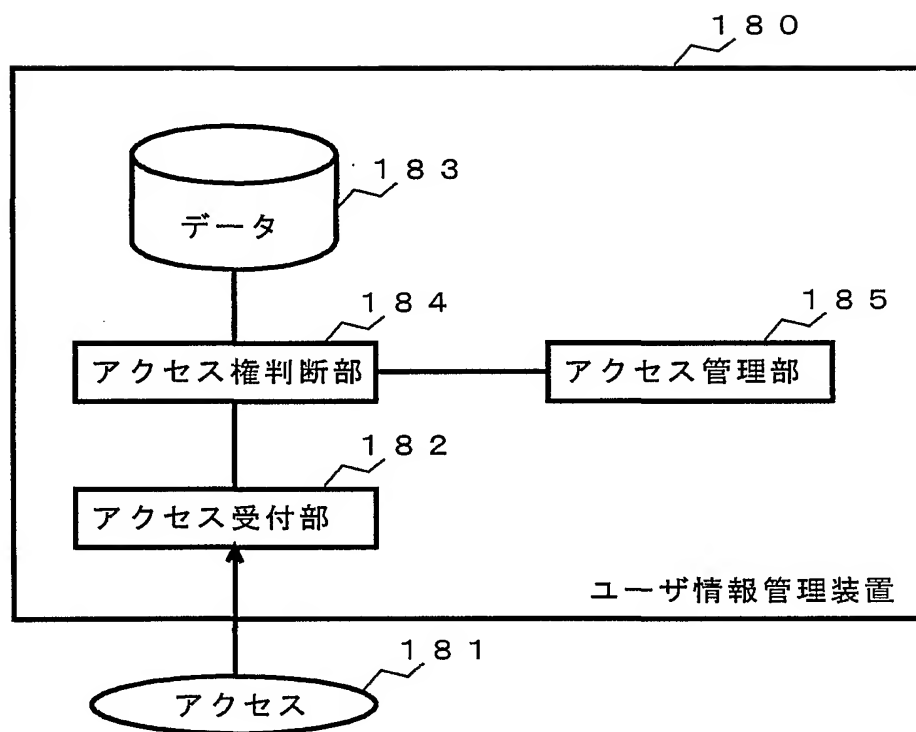 180
183
データ
184
185
アクセス権判断部
アクセス管理部
182
アクセス受付部
ユーザ情報管理装置
181
アクセス